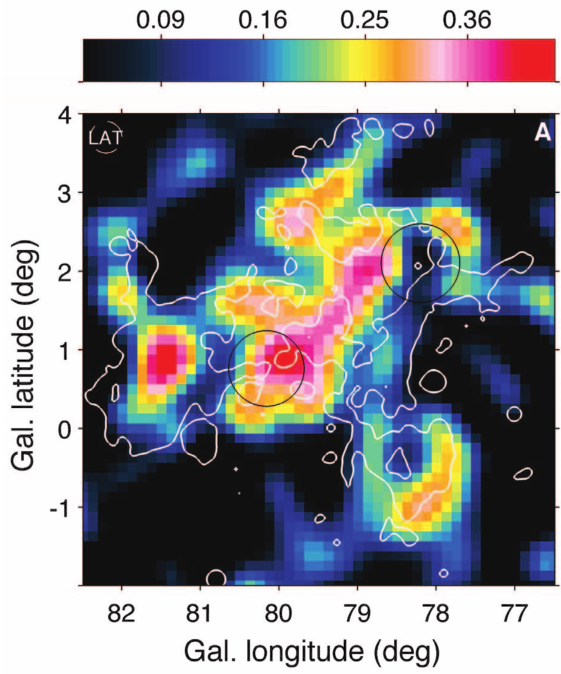 0.09 0.16 0.25 0.36
LAT
A
4
3
2
1
0
-1
Gal. latitude (deg)
82 81 80 79 78 77
Gal. longitude (deg)